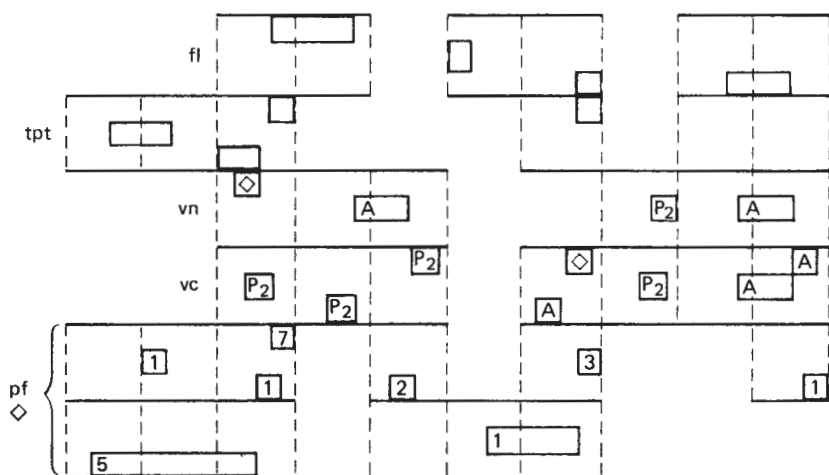 fl
tpt
vn A P2 A
P2 A
vc P2 P2 A A
P2 A
7
1 3
pf 1 2 1
1
5